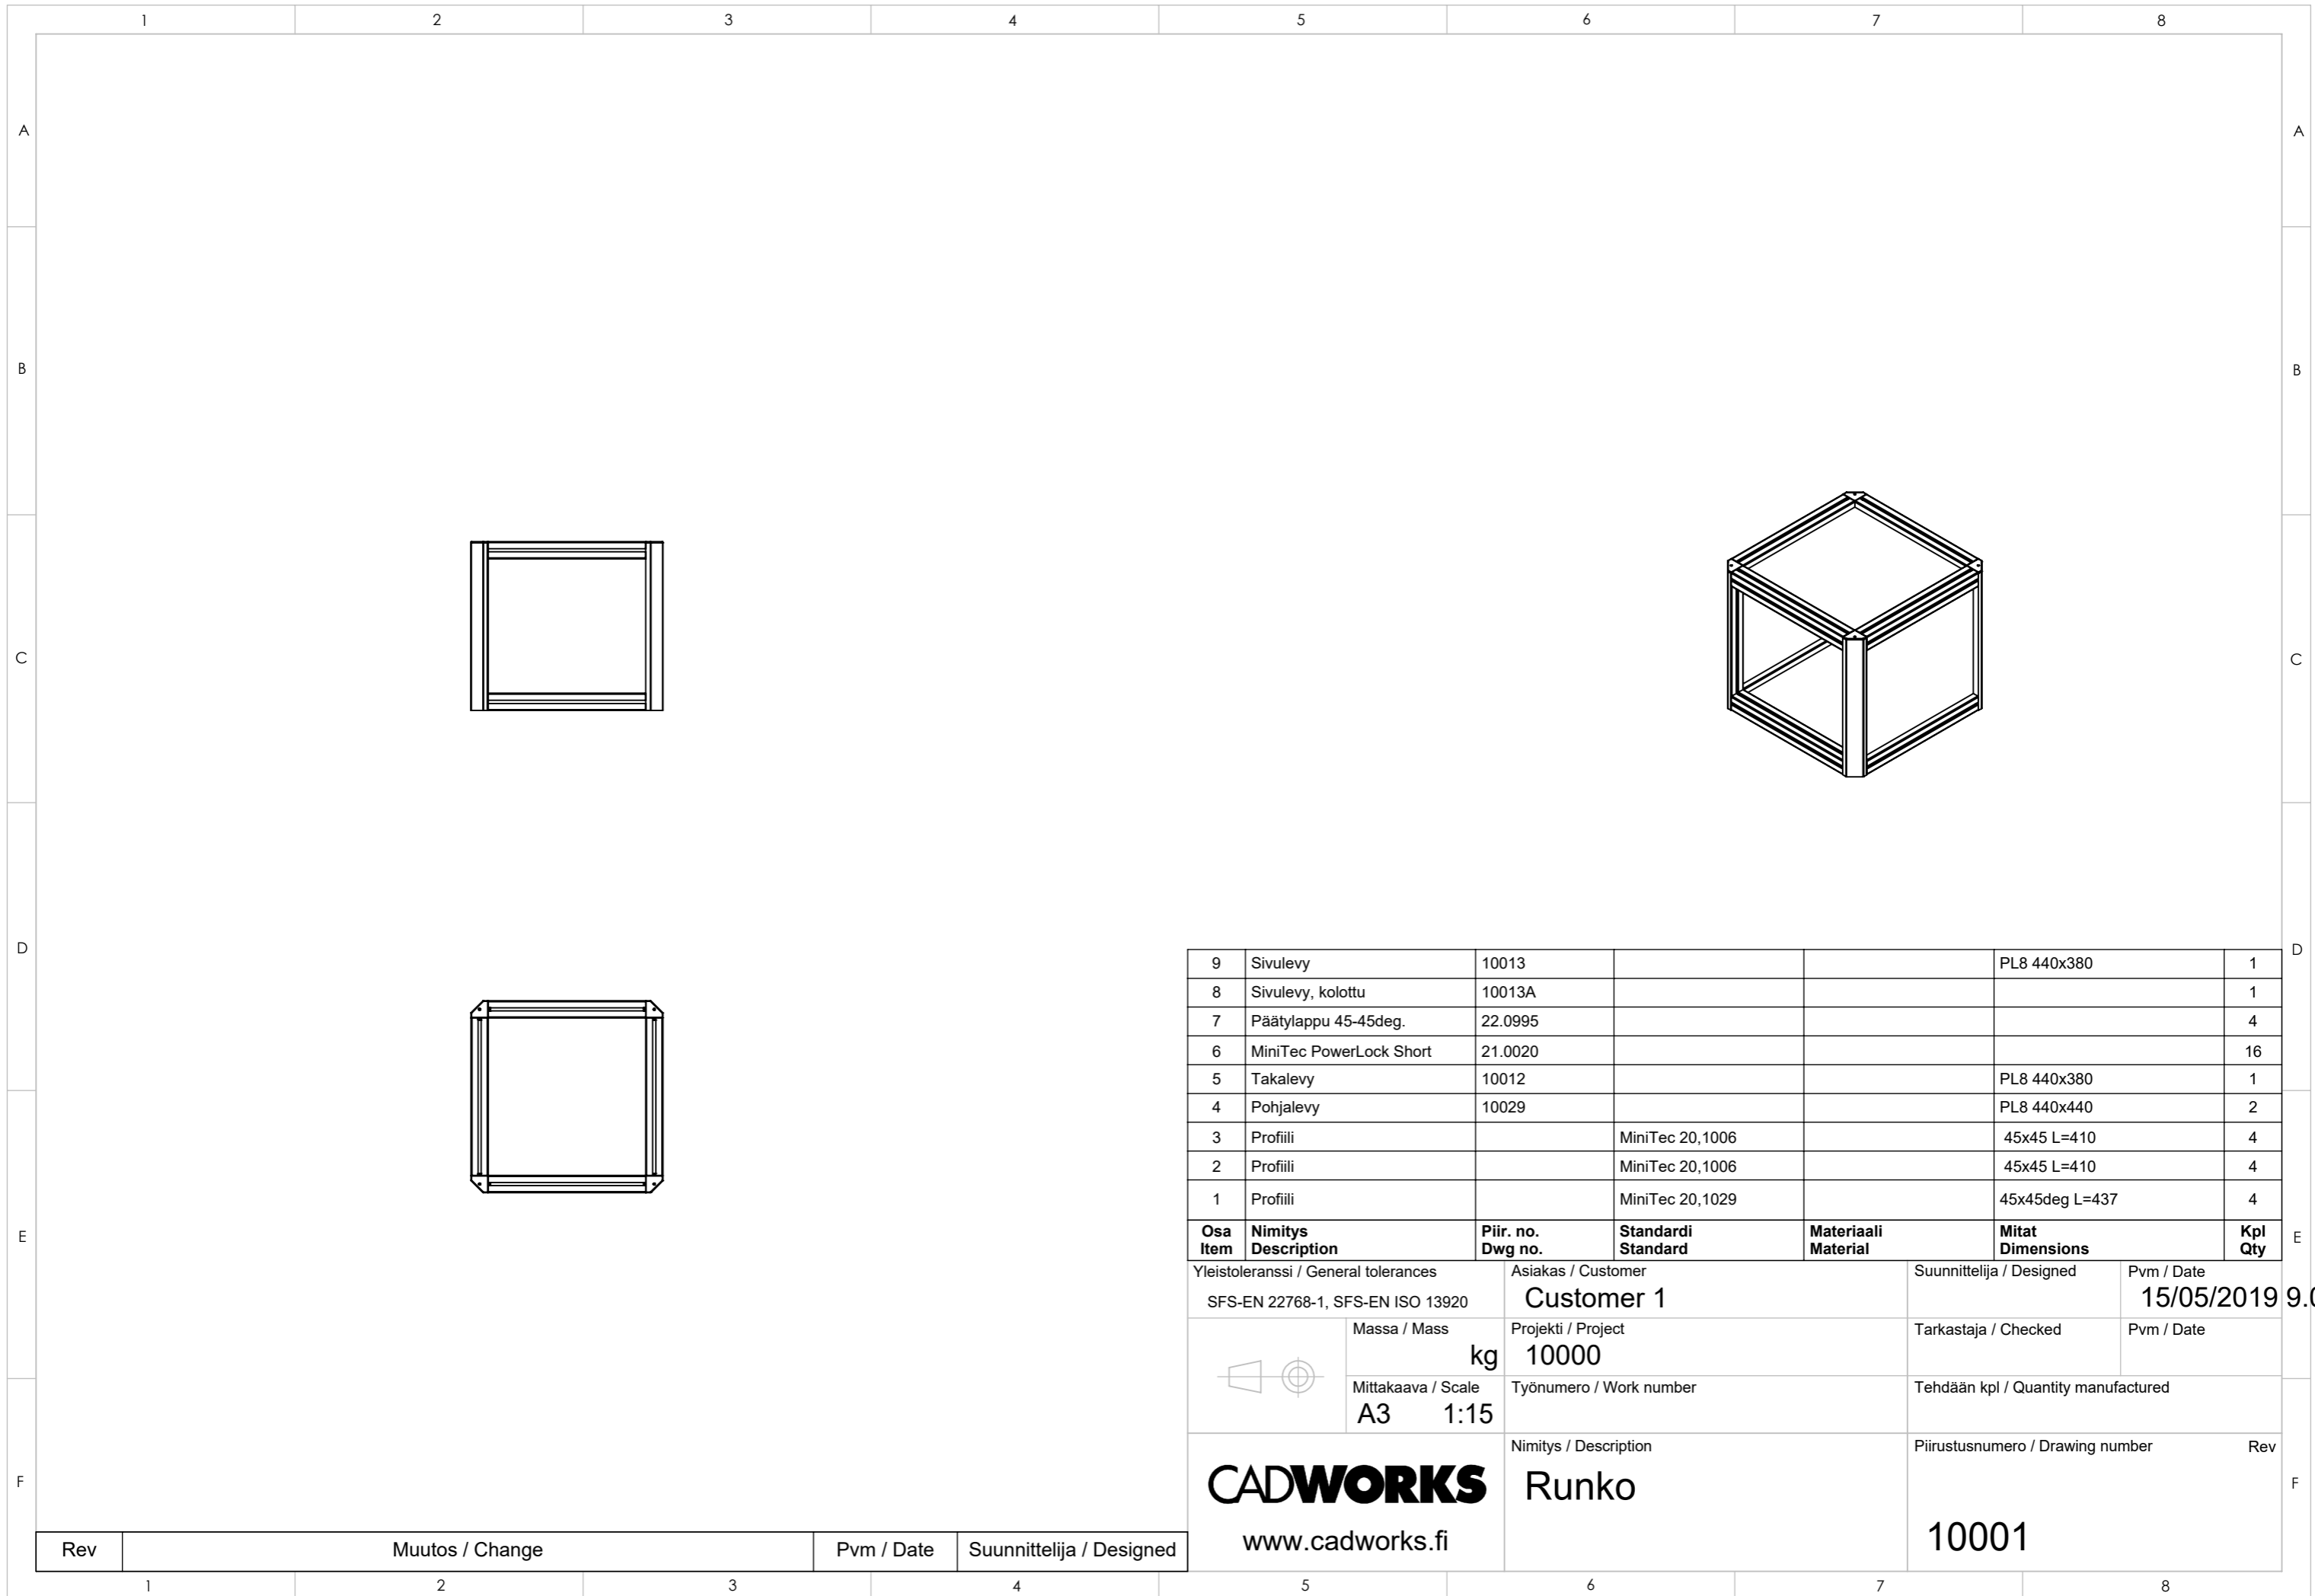 1 2 3 4 5 6 7 8
A A
B B
C C
D D
9 Sivulevy 10013 PL8 440x380 1
8 Sivulevy, kolottu 10013A 1
7 Päätylappu 45-45deg. 22.0995 4
6 MiniTec PowerLock Short 21.0020 16
5 Takalevy 10012 PL8 440x380 1
4 Pohjalevy 10029 PL8 440x440 2
3 Profiili MiniTec 20,1006 45x45 L=410 4
2 Profiili MiniTec 20,1006 45x45 L=410 4
1 Profiili MiniTec 20,1029 45x45deg L=437 4
E E
Osa Nimitys Piir. no. Standardi Materiaali Mitat Kpl
Item Description Dwg no. Standard Material Dimensions Qty
Yleistoleranssi / General tolerances Asiakas / Customer Suunnittelija / Designed Pvm / Date
SFS-EN 22768-1, SFS-EN ISO 13920 Customer 1 15/05/2019 9.0
Massa / Mass Projekti / Project Tarkastaja / Checked Pvm / Date
kg 10000
Mittakaava / Scale Työnumero / Work number Tehdään kpl / Quantity manufactured
A3 1:15
Nimitys / Description Piirustusnumero / Drawing number Rev
F F
CADWORKS Runko
www.cadworks.fi 10001
Rev Muutos / Change Pvm / Date Suunnittelija / Designed
1 2 3 4 5 6 7 8